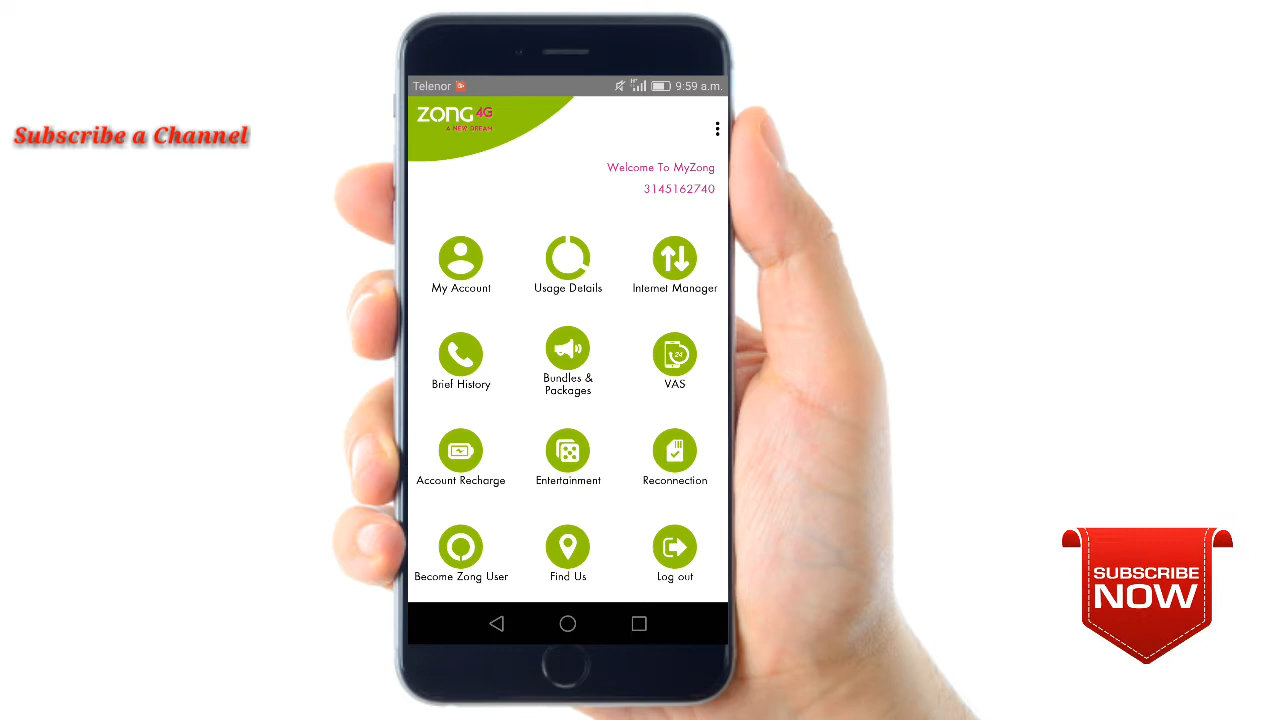 Subscribe a Channel
Telenor
H+
9:59 a.m.
ZONG 4G
A NEW DREAM
Welcome To MyZong
3145162740
My Account
Usage Details
Internet Manager
Brief History
Bundles &
Packages
24
VAS
Account Recharge
Entertainment
Reconnection
Become Zong User
Find Us
Log out
SUBSCRIBE
NOW